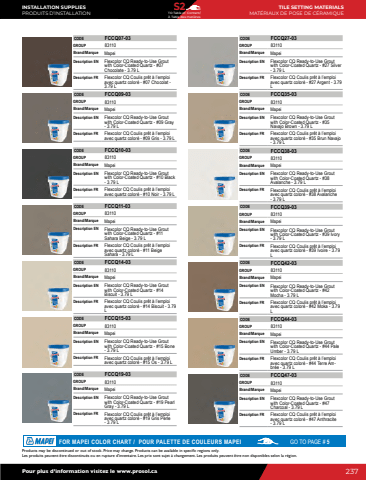 INSTALLATION SUPPLIES
PRODUITS D'INSTALLATION
S2
TILE SETTING MATERIALS
MATÉRIAUX DE POSE DE CÉRAMIQUE
CODE FCCQ07-03
GROUP 83110
Brand/Marque Mapei
Description EN Flexcolor CQ Ready-to-Use Grout
with Color-Coated Quartz - #07
Chocolate - 3.79 L
Description FR Flexcolor CQ Coulis prêt à l'emploi
avec quartz coloré - #07 Chocolat -
3.79 L
CODE FCCQ09-03
GROUP 83110
Brand/Marque Mapei
Description EN Flexcolor CQ Ready-to-Use Grout
with Color-Coated Quartz - #09 Gray
- 3.79 L
Description FR Flexcolor CQ Coulis prêt à l'emploi
avec quartz coloré - #09 Gris - 3.79 L
CODE FCCQ10-03
GROUP 83110
Brand/Marque Mapei
Description EN Flexcolor CQ Ready-to-Use Grout
with Color-Coated Quartz - #10 Black
- 3.79 L
Description FR Flexcolor CQ Coulis prêt à l'emploi
avec quartz coloré - #10 Noir - 3.79 L
CODE FCCQ11-03
GROUP 83110
Brand/Marque Mapei
Description EN Flexcolor CQ Ready-to-Use Grout
with Color-Coated Quartz - #11
Sahara Beige - 3.79 L
Description FR Flexcolor CQ Coulis prêt à l'emploi
avec quartz coloré - #11 Beige
Sahara - 3.79 L
CODE FCCQ14-03
GROUP 83110
Brand/Marque Mapei
Description EN Flexcolor CQ Ready-to-Use Grout
with Color-Coated Quartz - #14
Biscuit - 3.79 L
Description FR Flexcolor CQ Coulis prêt à l'emploi
avec quartz coloré - #14 Biscuit - 3.79
L
CODE FCCQ15-03
GROUP 83110
Brand/Marque Mapei
Description EN Flexcolor CQ Ready-to-Use Grout
with Color-Coated Quartz - #15 Bone
- 3.79 L
Description FR Flexcolor CQ Coulis prêt à l'emploi
avec quartz coloré - #15 Os - 3.79 L
CODE FCCQ19-03
GROUP 83110
Brand/Marque Mapei
Description EN Flexcolor CQ Ready-to-Use Grout
with Color-Coated Quartz - #19 Pearl
Gray - 3.79 L
Description FR Flexcolor CQ Coulis prêt à l'emploi
avec quartz coloré - #19 Gris Perle
- 3.79 L
CODE FCCQ27-03
GROUP 83110
Brand/Marque Mapei
Description EN Flexcolor CQ Ready-to-Use Grout
with Color-Coated Quartz - #27 Silver
- 3.79 L
Description FR Flexcolor CQ Coulis prêt à l'emploi
avec quartz coloré - #27 Argent - 3.79
L
CODE FCCQ35-03
GROUP 83110
Brand/Marque Mapei
Description EN Flexcolor CQ Ready-to-Use Grout
with Color-Coated Quartz - #35
Navajo Brown - 3.79 L
Description FR Flexcolor CQ Coulis prêt à l'emploi
avec quartz coloré - #35 Brun Navajo
- 3.79 L
CODE FCCQ38-03
GROUP 83110
Brand/Marque Mapei
Description EN Flexcolor CQ Ready-to-Use Grout
with Color-Coated Quartz - #38
Avalanche - 3.79 L
Description FR Flexcolor CQ Coulis prêt à l'emploi
avec quartz coloré - #38 Avalanche
- 3.79 L
CODE FCCQ39-03
GROUP 83110
Brand/Marque Mapei
Description EN Flexcolor CQ Ready-to-Use Grout
with Color-Coated Quartz - #39 Ivory
- 3.79 L
Description FR Flexcolor CQ Coulis prêt à l'emploi
avec quartz coloré - #39 Ivoire - 3.79
L
CODE FCCQ42-03
GROUP 83110
Brand/Marque Mapei
Description EN Flexcolor CQ Ready-to-Use Grout
with Color-Coated Quartz - #42
Mocha - 3.79 L
Description FR Flexcolor CQ Coulis prêt à l'emploi
avec quartz coloré - #42 Moka - 3.79
L
CODE FCCQ44-03
GROUP 83110
Brand/Marque Mapei
Description EN Flexcolor CQ Ready-to-Use Grout
with Color-Coated Quartz - #44 Pale
Umber - 3.79 L
Description FR Flexcolor CQ Coulis prêt à l'emploi
avec quartz coloré - #44 Terre Am-
brée - 3.79 L
CODE FCCQ47-03
GROUP 83110
Brand/Marque Mapei
Description EN Flexcolor CQ Ready-to-Use Grout
with Color-Coated Quartz - #47
Charcoal - 3.79 L
Description FR Flexcolor CQ Coulis prêt à l'emploi
avec quartz coloré - #47 Anthracite
- 3.79 L
MAPEI FOR MAPEI COLOR CHART / POUR PALETTE DE COULEURS MAPEI GO TO PAGE # 5
Products may be discontinued or out of stock. Price may change. Products can be available in specific regions only.
Les produits peuvent être discontinués ou en rupture d'inventaire. Les prix sont sujet à changement. Les produits peuvent être non disponibles selon la région.
Pour plus d'information visitez le www.prosol.ca 237